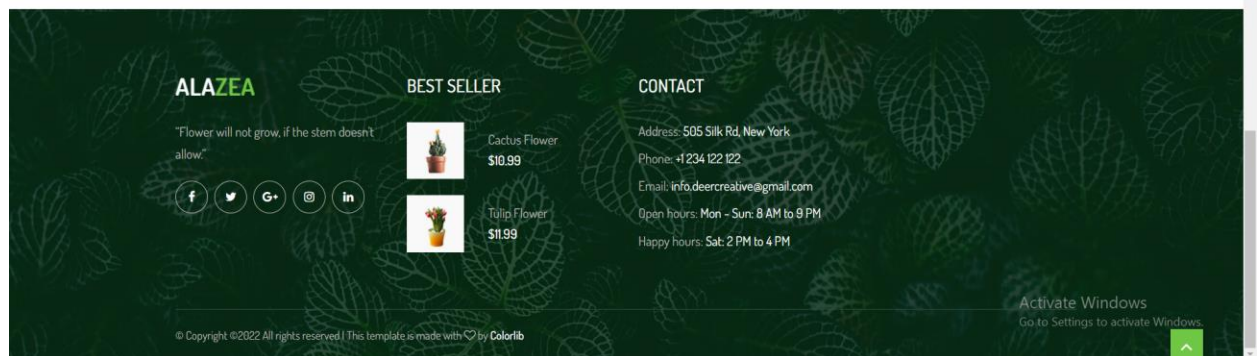 ALAZEA
"Flower will not grow, if the stem doesn't
allow."
f
G+
in
BEST SELLER
Cactus Flower
$10.99
Tulip Flower
$11.99
CONTACT
Address: 505 Silk Rd, New York
Phone: +1 234 122 122
Email: info.deercreative@gmail.com
Open hours: Mon - Sun: 8 AM to 9 PM
Happy hours: Sat: 2 PM to 4 PM
Activate Windows
Go to Settings to activate Windows.
© Copyright ©2022 All rights reserved | This template is made with ♡ by Colorlib